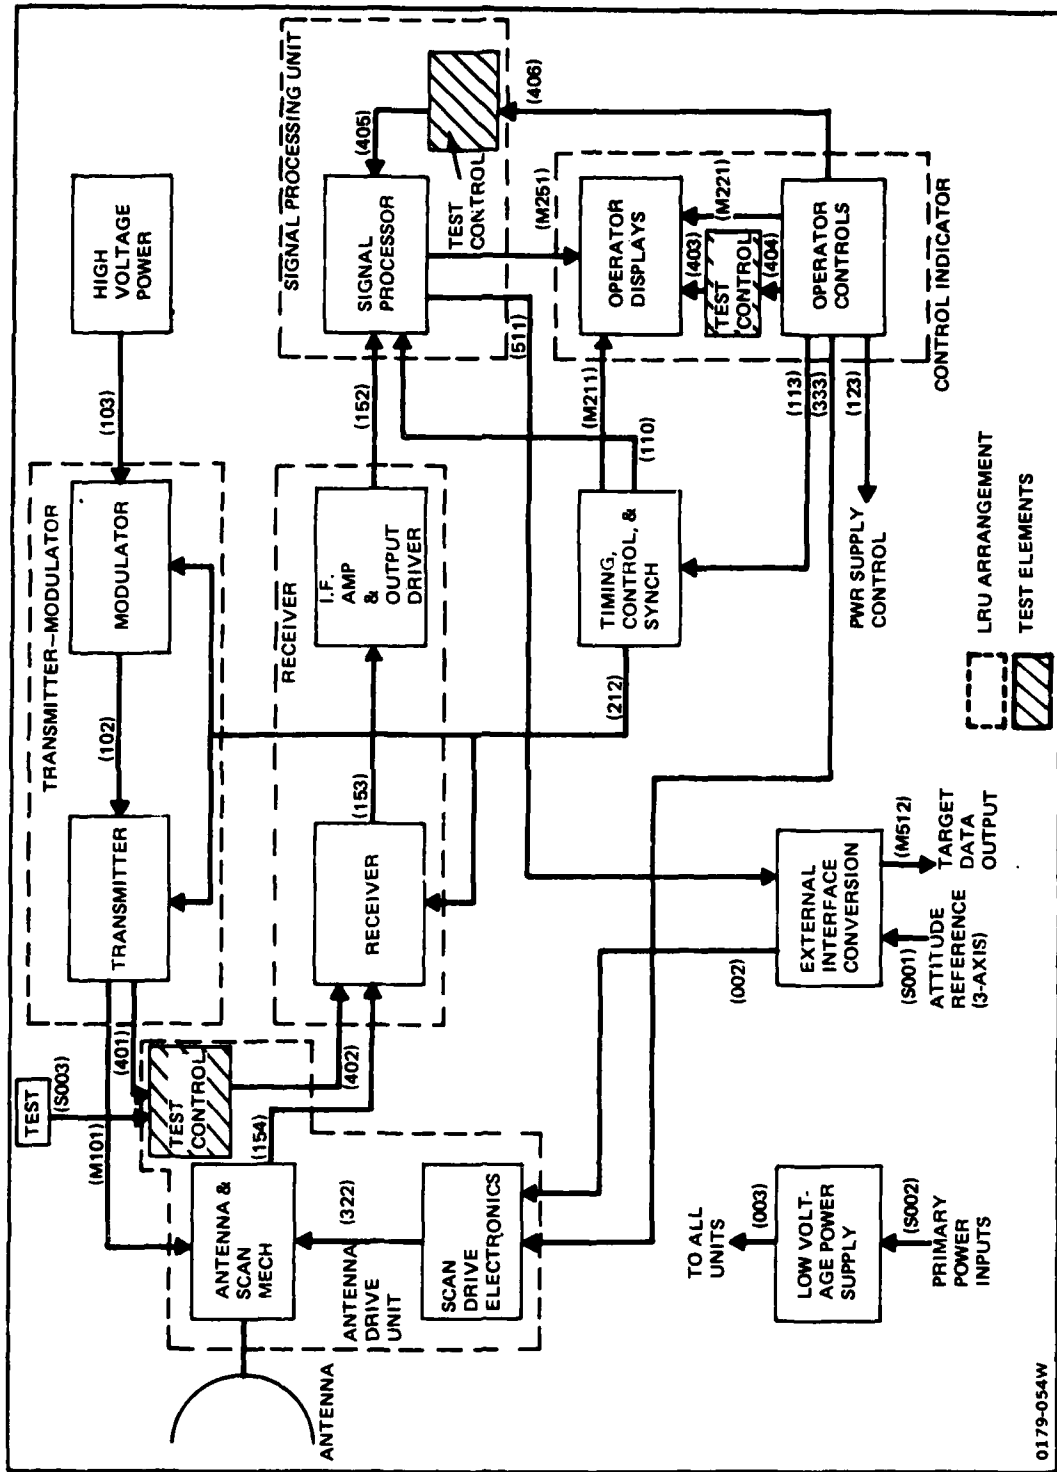 TEST
(S003)
(M101)
(401)
TRANSMITTER-MODULATOR
TRANSMITTER
(102)
MODULATOR
(103)
HIGH
VOLTAGE
POWER
ANTENNA
ANTENNA &
SCAN
MECH
TEST
CONTROL
(154)
(402)
RECEIVER
RECEIVER
(153)
I.F.
AMP
&
OUTPUT
DRIVER
(152)
SIGNAL PROCESSING UNIT
SIGNAL
PROCESSOR
(405)
TEST
CONTROL
(406)
(322)
ANTENNA
DRIVE
UNIT
SCAN
DRIVE
ELECTRONICS
(212)
(M211)
(110)
(511)
(M251)
TIMING,
CONTROL, &
SYNCH
OPERATOR
DISPLAYS
(403)
(M221)
TEST
CONTROL
(404)
OPERATOR
CONTROLS
CONTROL INDICATOR
(113)
(333)
(123)
PWR SUPPLY
CONTROL
(002)
EXTERNAL
INTERFACE
CONVERSION
(S001)
ATTITUDE
REFERENCE
(3-AXIS)
(M512)
TARGET
DATA
OUTPUT
TO ALL
UNITS
(003)
LOW VOLT-
AGE POWER
SUPPLY
(S002)
PRIMARY
POWER
INPUTS
LRU ARRANGEMENT
TEST ELEMENTS
0179-054W